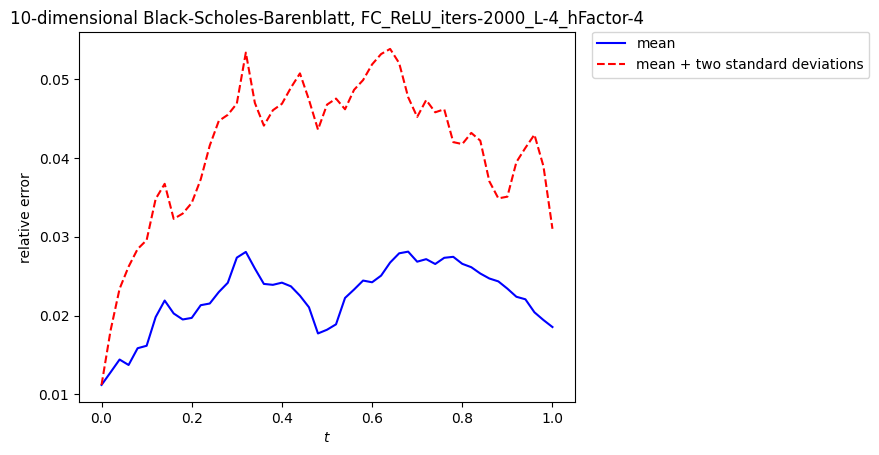 10-dimensional Black-Scholes-Barenblatt, FC_ReLU_iters-2000_L-4_hFactor-4
mean
mean + two standard deviations
0.05
0.04
0.03
0.02
0.01
relative error
0.0 0.2 0.4 0.6 0.8 1.0
t